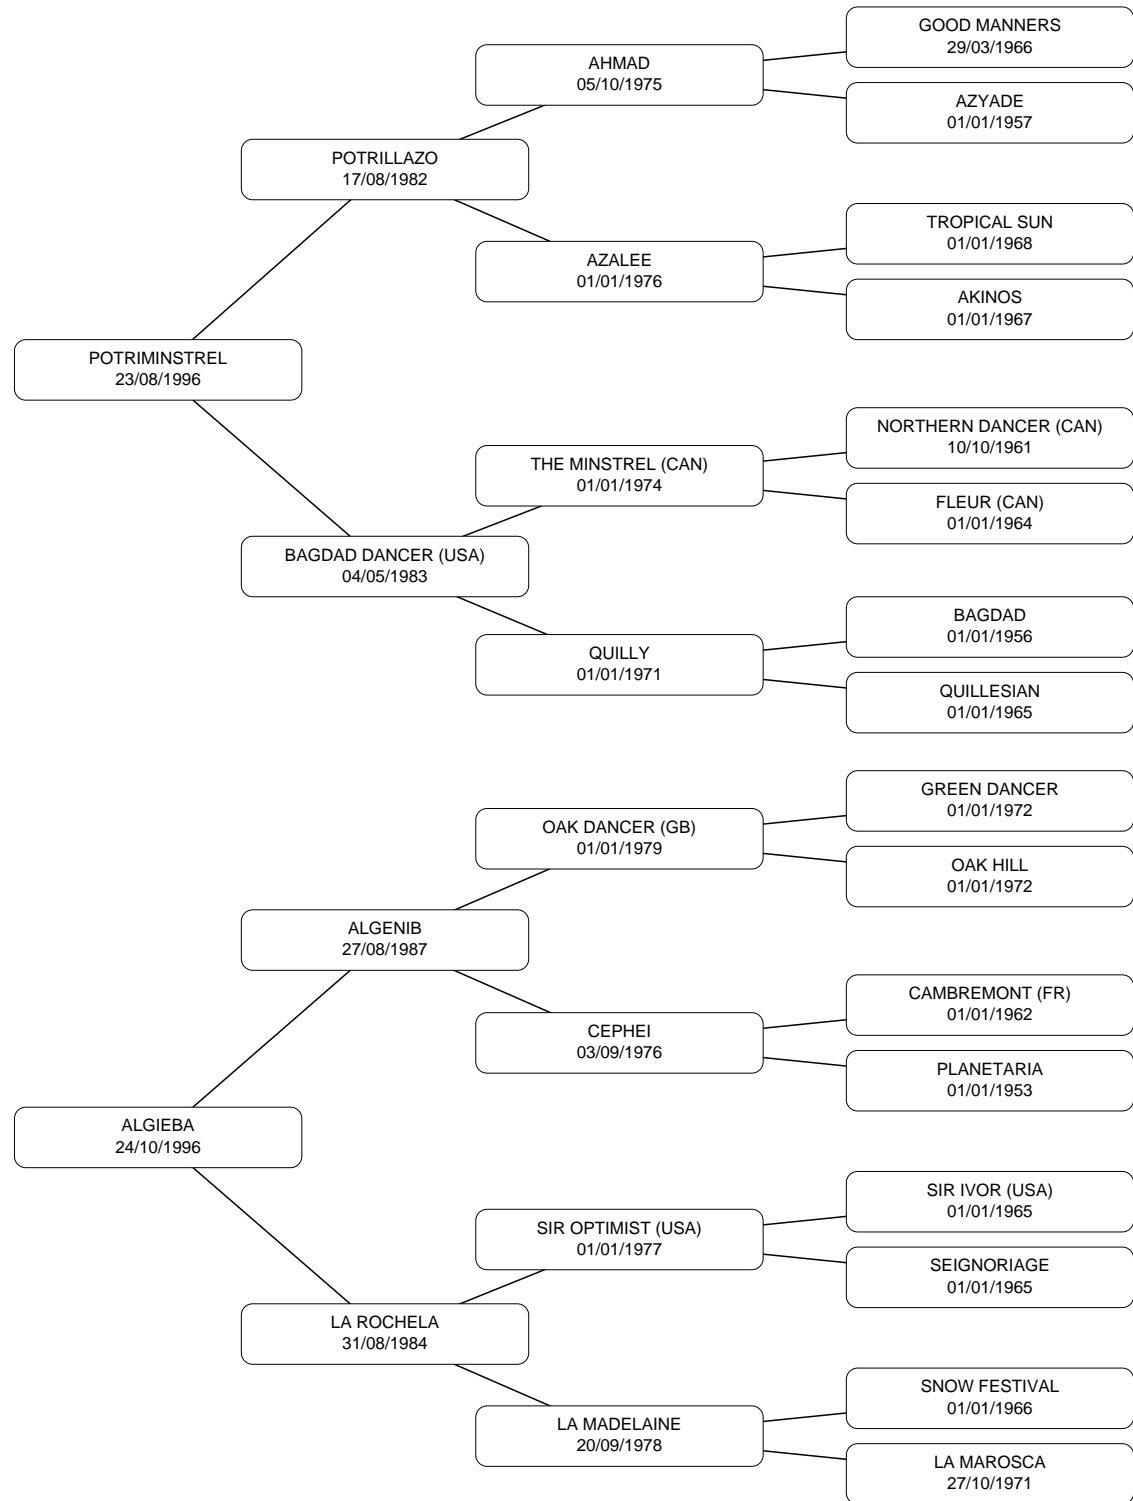 GOOD MANNERS
29/03/1966
AHMAD
05/10/1975
AZYADE
01/01/1957
POTRILLAZO
17/08/1982
TROPICAL SUN
01/01/1968
AZALEE
01/01/1976
AKINOS
01/01/1967
POTRIMINSTREL
23/08/1996
NORTHERN DANCER (CAN)
10/10/1961
THE MINSTREL (CAN)
01/01/1974
FLEUR (CAN)
01/01/1964
BAGDAD DANCER (USA)
04/05/1983
BAGDAD
01/01/1956
QUILLY
01/01/1971
QUILLESIAN
01/01/1965
GREEN DANCER
01/01/1972
OAK DANCER (GB)
01/01/1979
OAK HILL
01/01/1972
ALGENIB
27/08/1987
CAMBREMONT (FR)
01/01/1962
CEPHEI
03/09/1976
PLANETARIA
01/01/1953
ALGIEBA
24/10/1996
SIR IVOR (USA)
01/01/1965
SIR OPTIMIST (USA)
01/01/1977
SEIGNORIAGE
01/01/1965
LA ROCHELA
31/08/1984
SNOW FESTIVAL
01/01/1966
LA MADELAINE
20/09/1978
LA MAROSCA
27/10/1971